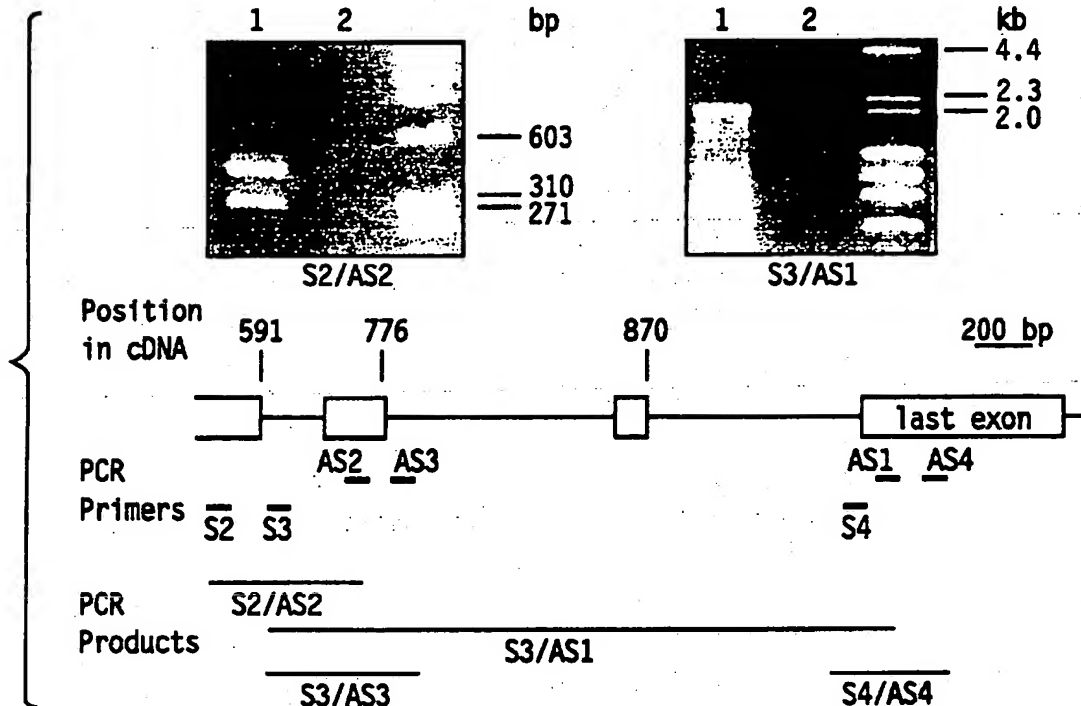 1 2 bp
603
310
271
S2/AS2
1 2 kb
4.4
2.3
2.0
S3/AS1
Position
in cDNA
591 776 870 200 bp
last exon
PCR
Primers
AS2 AS3 AS1 AS4
S2 S3 S4
PCR
Products
S2/AS2
S3/AS1
S3/AS3 S4/AS4